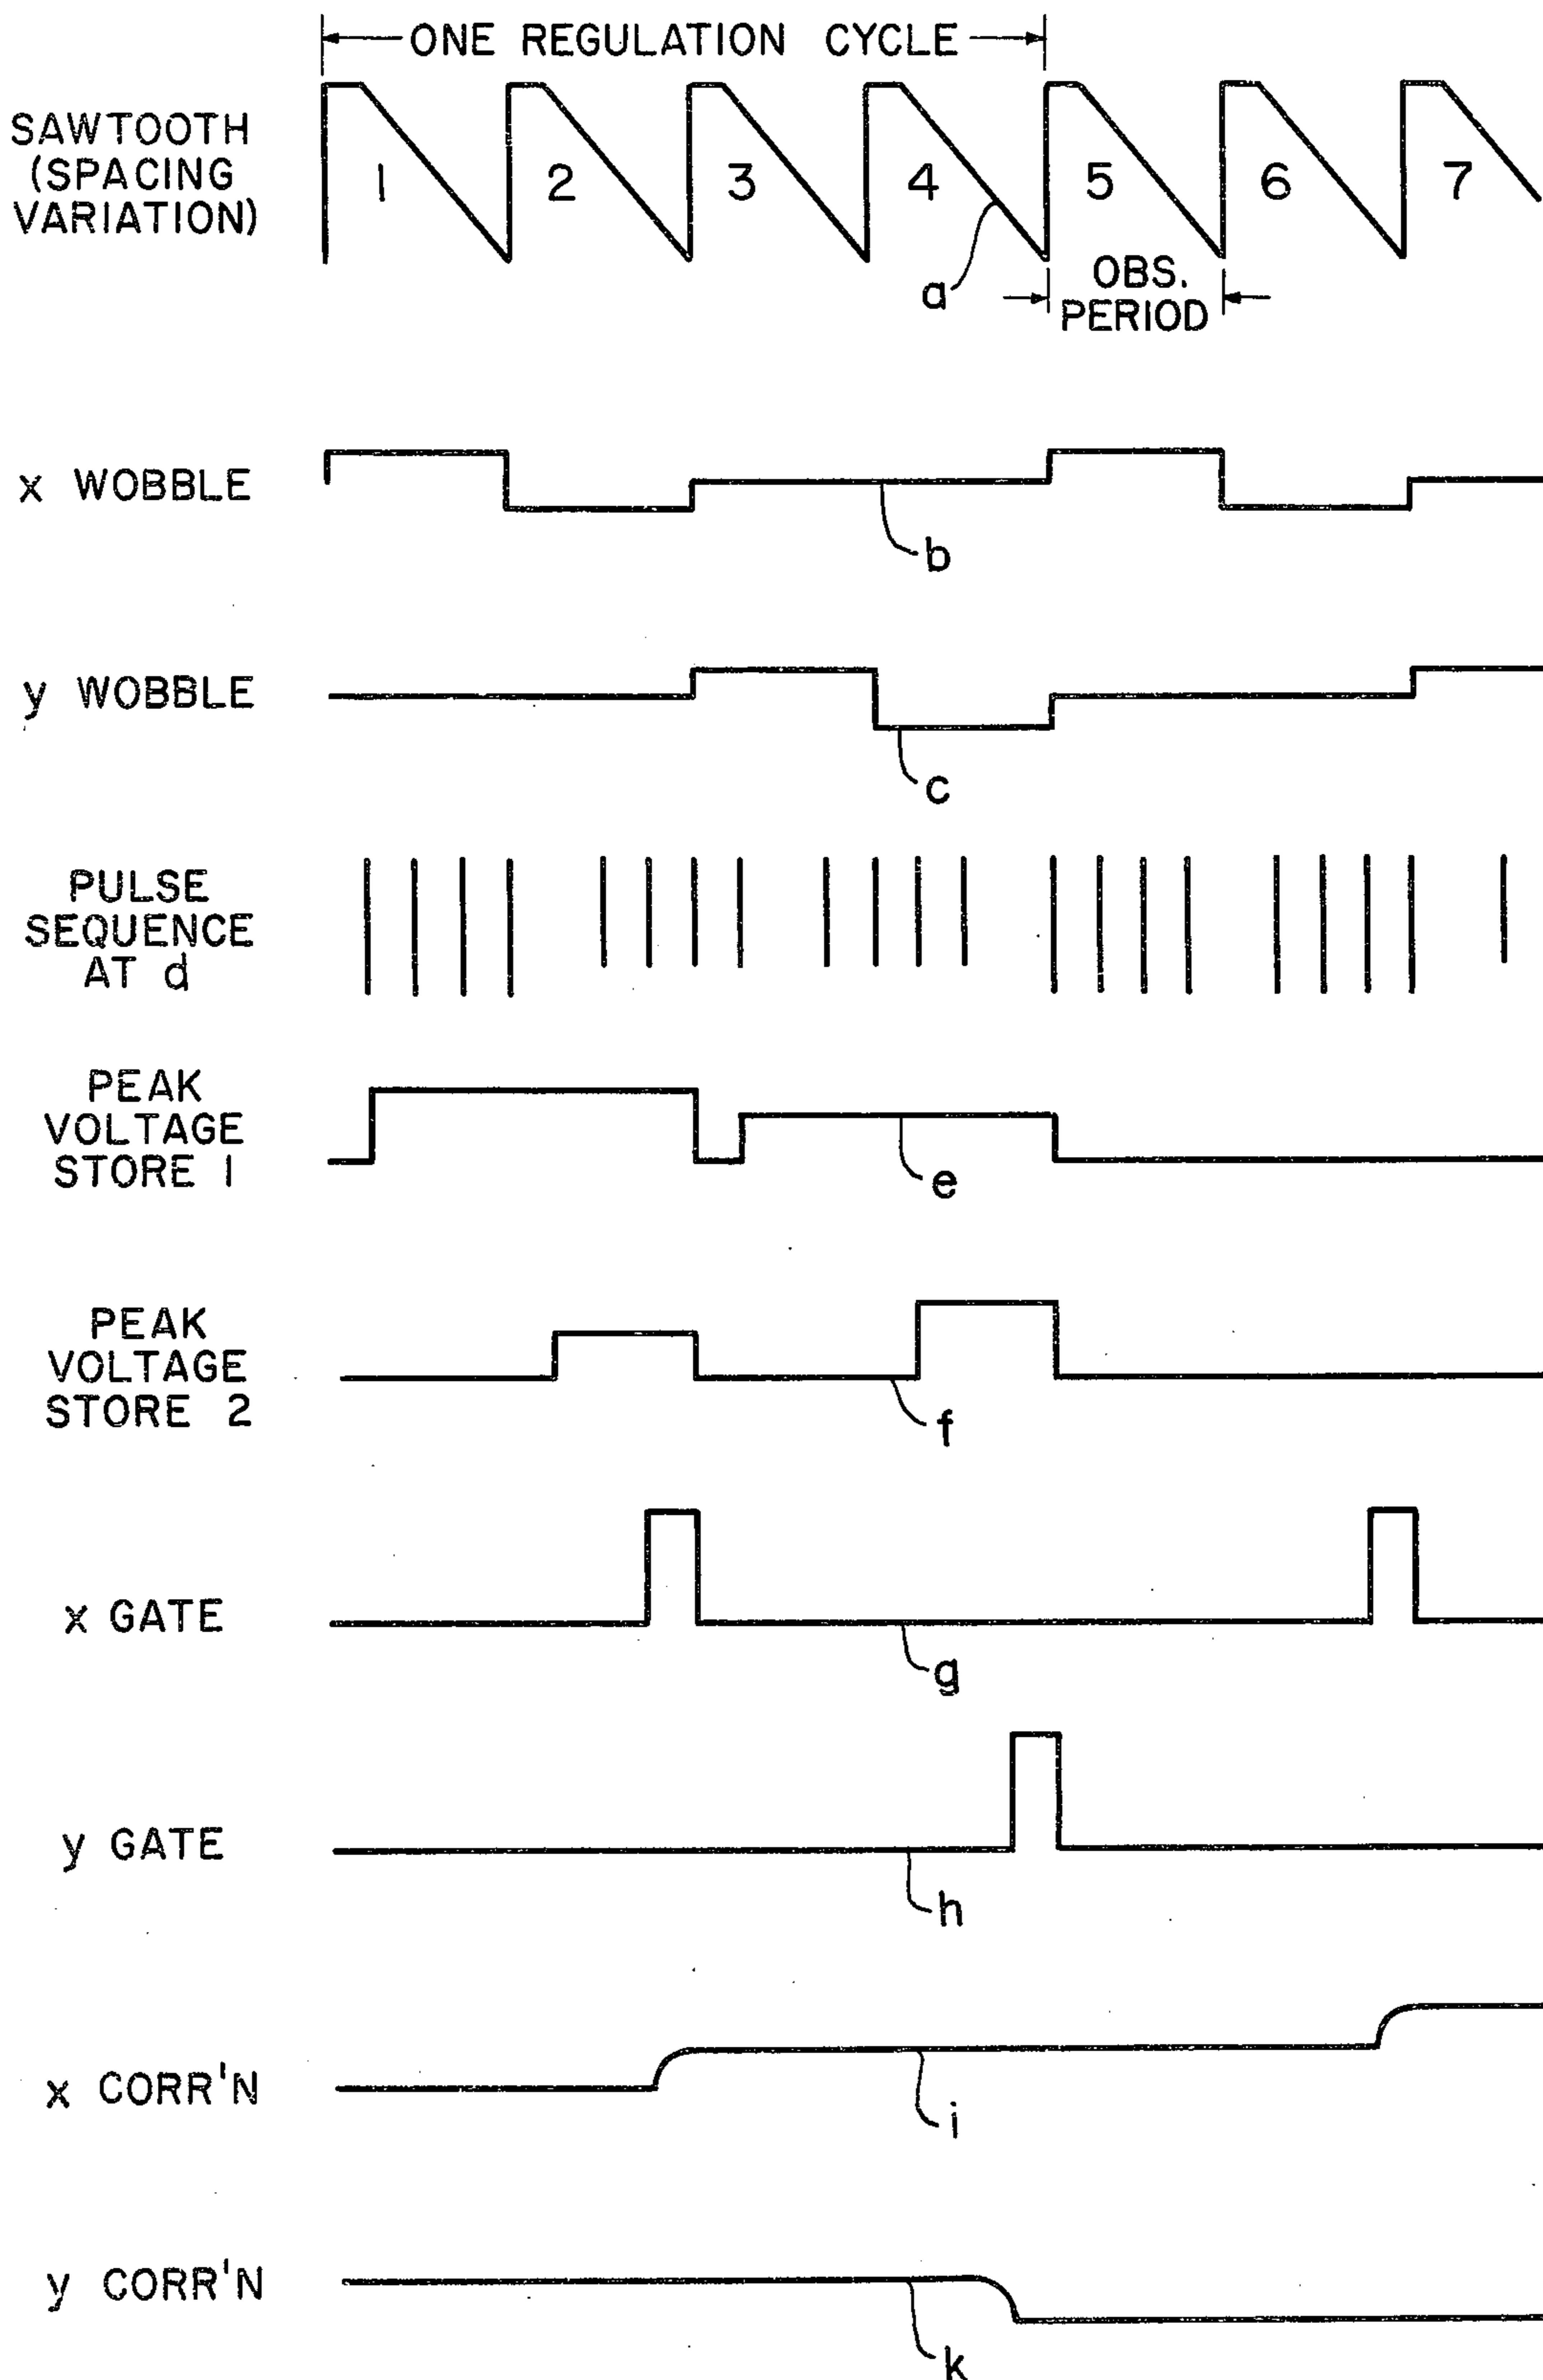 ONE REGULATION CYCLE
SAWTOOTH
(SPACING
VARIATION)
1 2 3 4 5 6 7
a
OBS.
PERIOD
x WOBBLE
b
y WOBBLE
c
PULSE
SEQUENCE
AT d
PEAK
VOLTAGE
STORE 1
e
PEAK
VOLTAGE
STORE 2
f
x GATE
g
y GATE
h
x CORR'N
i
y CORR'N
k